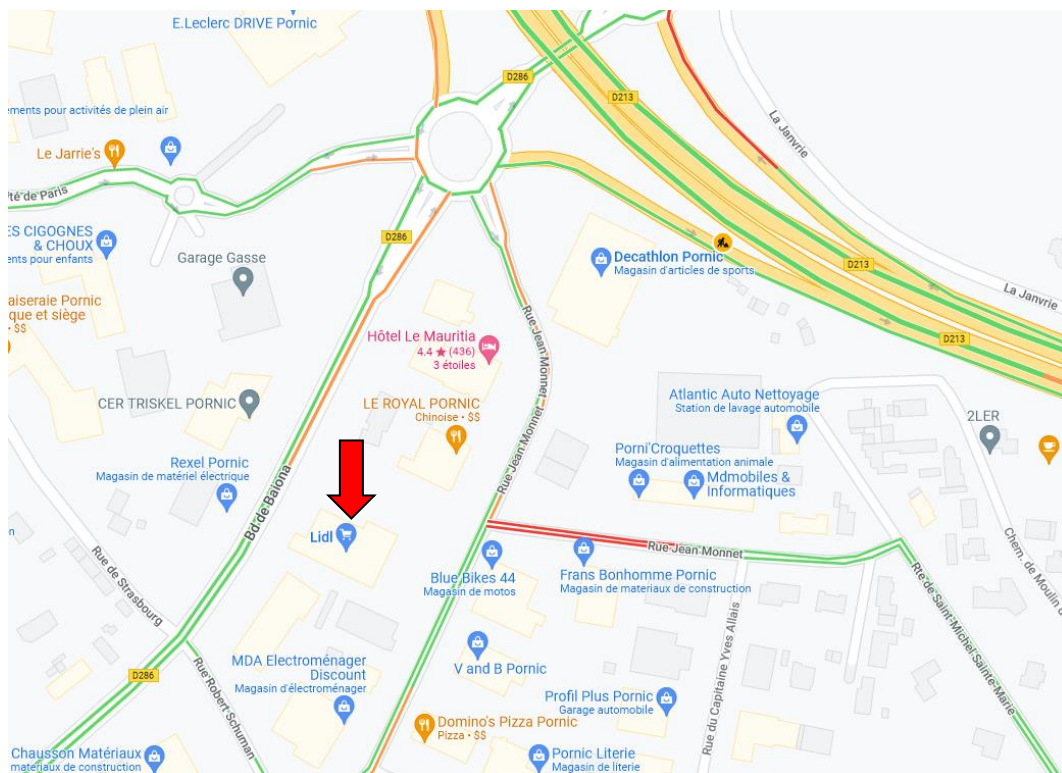 E.Leclerc DRIVE Pornic
D286
D213
La Janvrie
ements pour activités de plein air
Le Jarrie's
Pté de Paris
D213
ES CIGOGNES
& CHOUX
ents pour enfants
D286
Garage Gasse
Decathlon Pornic
Magasin d'articles de sports
D213
La Janvrie
aiseraie Pornic
que et siège
• $$
Rue Jean Monnet
Hôtel Le Mauritia
4.4 ★ (436)
3 étoiles
D213
CER TRISKEL PORNIC
LE ROYAL PORNIC
Chinoise • $$
Atlantic Auto Nettoyage
Station de lavage automobile
2LER
Rue Jean Monnet
Rexel Pornic
Magasin de matériel électrique
Porni'Croquettes
Magasin d'alimentation animale
Mdmobiles &
Informatiques
Bd de Baiona
Lidl
Rue Jean Monnet
Chem. de Moulin d
Rue de Strasbourg
Blue Bikes 44
Magasin de motos
Frans Bonhomme Pornic
Magasin de materiaux de construction
Rte de Saint-Michel Sainte-Marie
Rue du Capitaine Yves Allais
MDA Electroménager
Discount
Magasin d'électroménager
V and B Pornic
D286
Rue Robert Schuman
Profil Plus Pornic
Garage automobile
Domino's Pizza Pornic
Pizza • $$
Chausson Matériaux
materiaux de construction
Pornic Literie
Magasin de literie